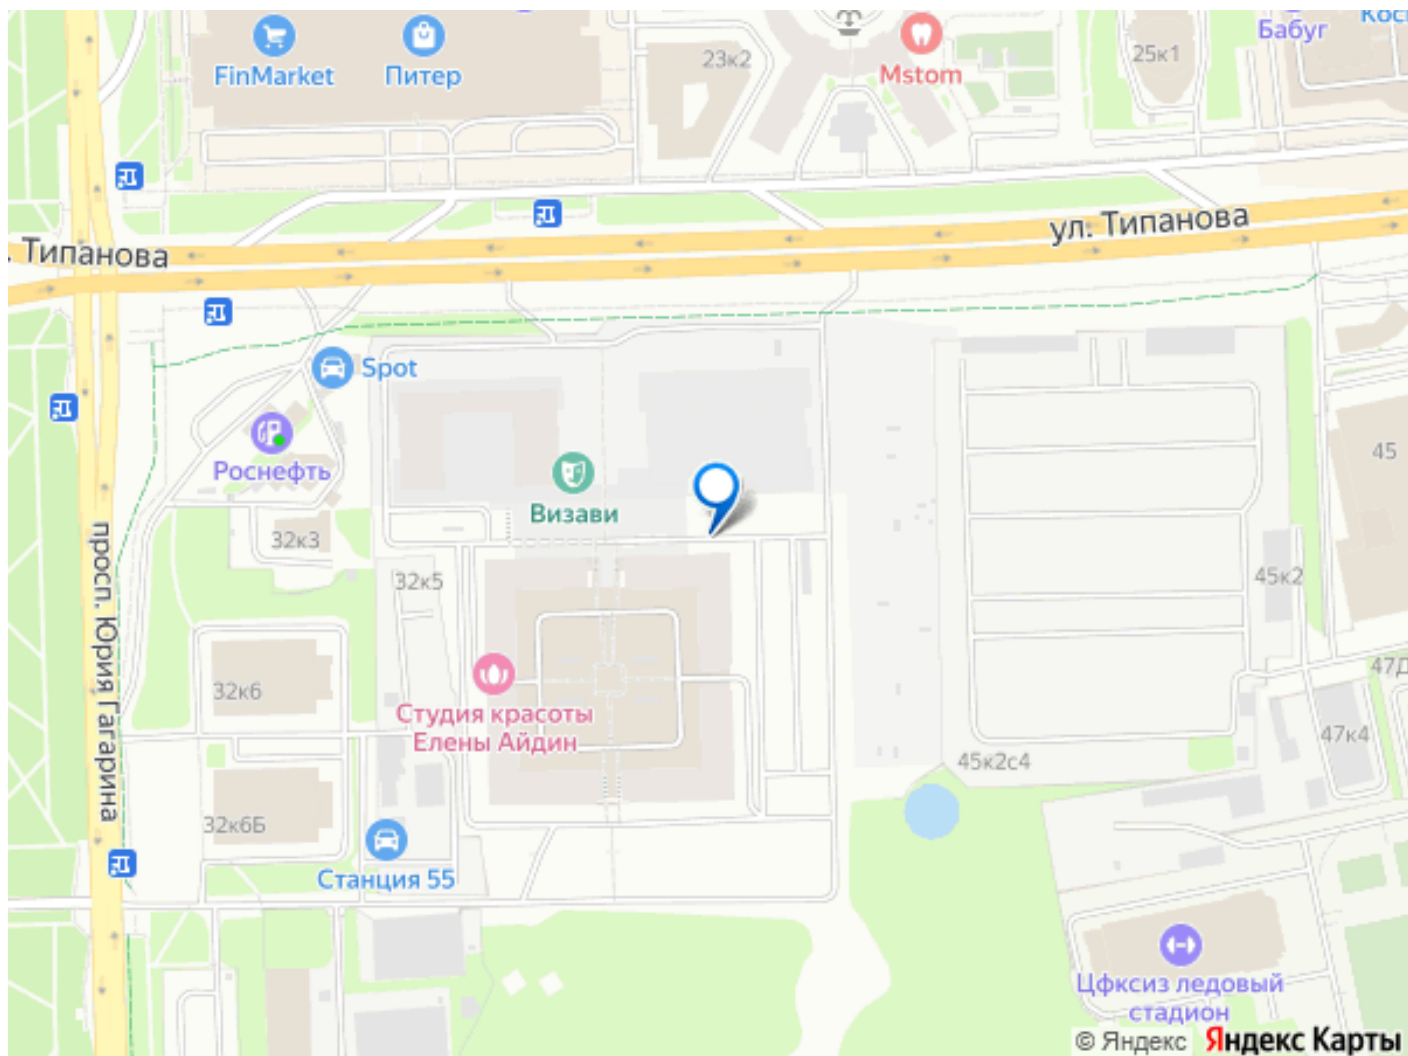 FinMarket
Питер
23к2
Mstom
25к1
Бабуг
ул. Типанова
. Типанова
Spot
Роснефть
Визави
45
32к3
32к5
45к2
просп. Юрия Гагарина
32к6
Студия красоты
Елены Айдин
47к4
45к2с4
32к6Б
Станция 55
Цфксиз ледовый
стадион
© Яндекс Яндекс Карты